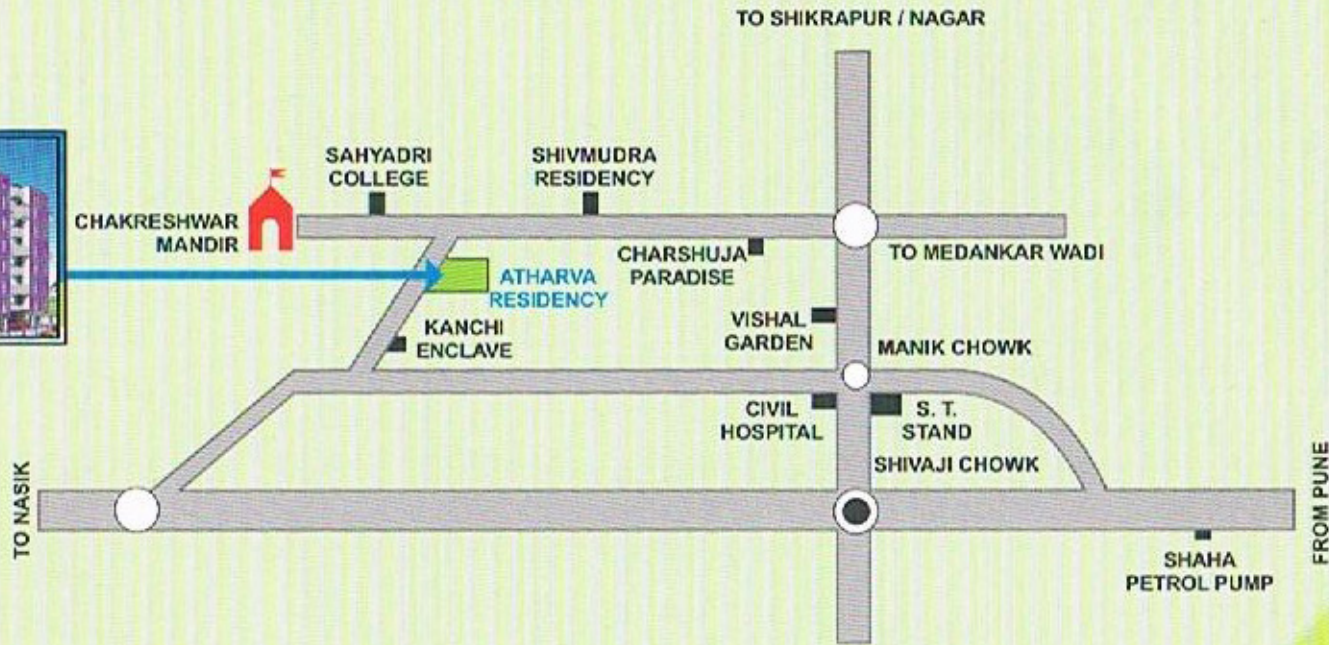 TO SHIKRAPUR / NAGAR
SAHYADRI
COLLEGE
SHIVMUDRA
RESIDENCY
CHAKRESHWAR
MANDIR
CHARSHUJA
PARADISE
TO MEDANKAR WADI
ATHARVA
RESIDENCY
KANCHI
ENCLAVE
VISHAL
GARDEN
MANIK CHOWK
CIVIL
HOSPITAL
S. T.
STAND
SHIVAJI CHOWK
TO NASIK
FROM PUNE
SHAHA
PETROL PUMP